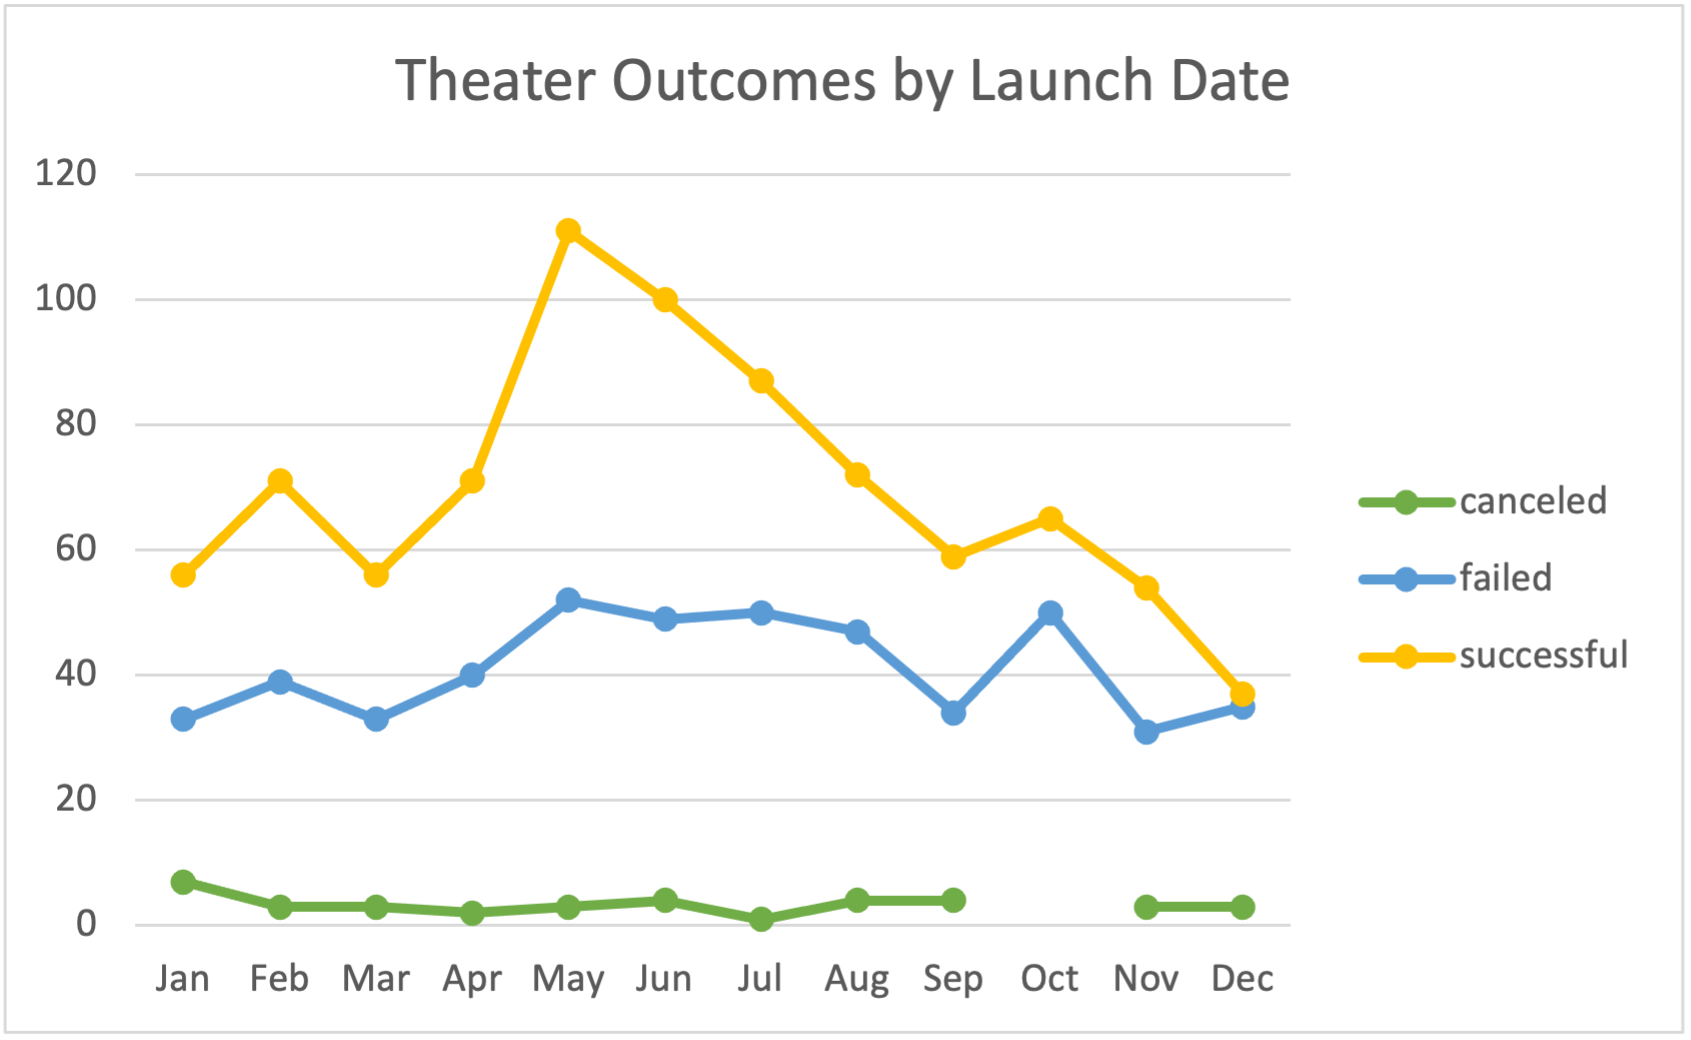 Theater Outcomes by Launch Date
120
100
80
60
40
20
0
Jan Feb Mar Apr May Jun Jul Aug Sep Oct Nov Dec
canceled
failed
successful